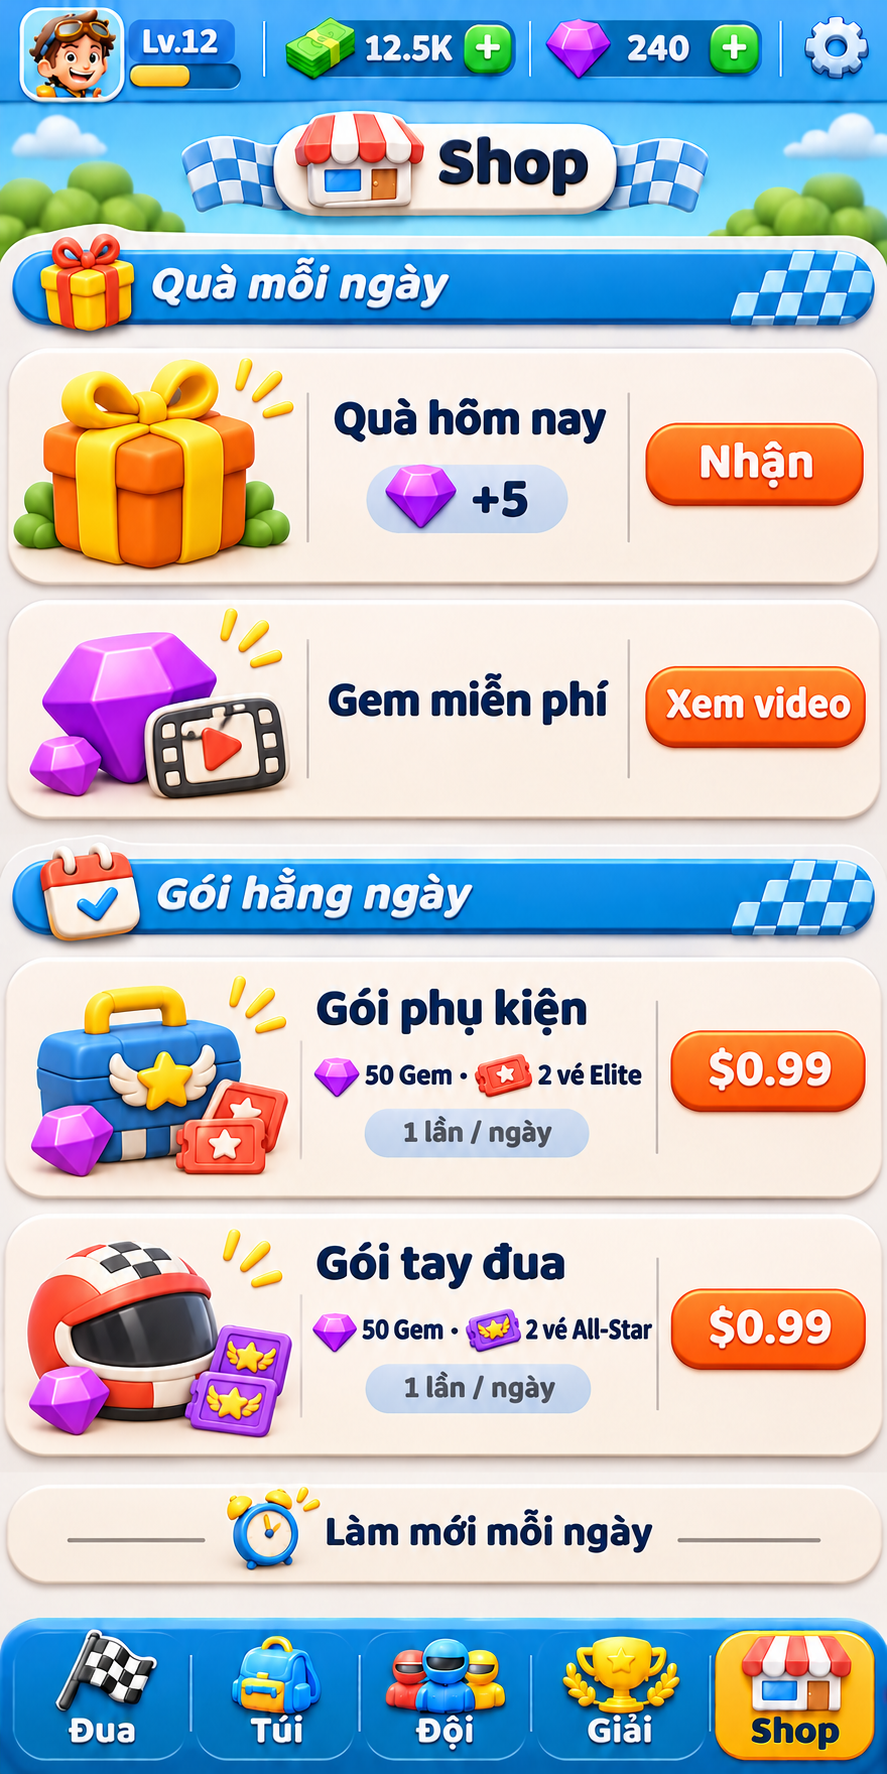 Lv.12
12.5K
+
240
+
Shop
Quà mỗi ngày
Quà hõm nay
+5
Nhận
Gem miễn phí
Xem video
Gói hằng ngày
Gói phụ kiện
50 Gem • 2 vé Elite
1 lần / ngày
$0.99
Gói tay đua
50 Gem • 2 vé All-Star
1 lần / ngày
$0.99
Làm mới mỗi ngày
Đua
Túi
Đội
Giải
Shop